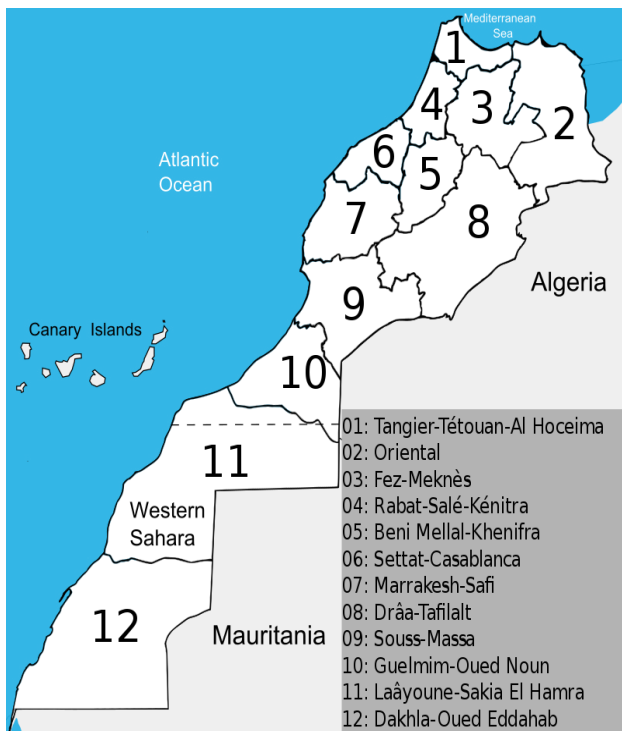 Mediterranean
Sea
1
2
3
4
5
6
7
8
9
10
11
12
Atlantic
Ocean
Algeria
Canary Islands
Western
Sahara
Mauritania
01: Tangier-Tétouan-Al Hoceima
02: Oriental
03: Fez-Meknès
04: Rabat-Salé-Kénitra
05: Beni Mellal-Khenifra
06: Settat-Casablanca
07: Marrakesh-Safi
08: Drâa-Tafilalt
09: Souss-Massa
10: Guelmim-Oued Noun
11: Laâyoune-Sakia El Hamra
12: Dakhla-Oued Eddahab